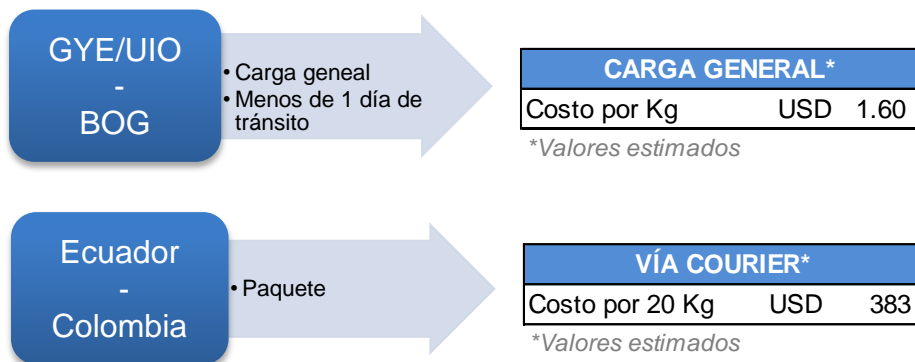 GYE/UIO
-
BOG
• Carga geneal
• Menos de 1 día de
tránsito
CARGA GENERAL*
Costo por Kg USD 1.60
*Valores estimados
Ecuador
-
Colombia
• Paquete
VÍA COURIER*
Costo por 20 Kg USD 383
*Valores estimados